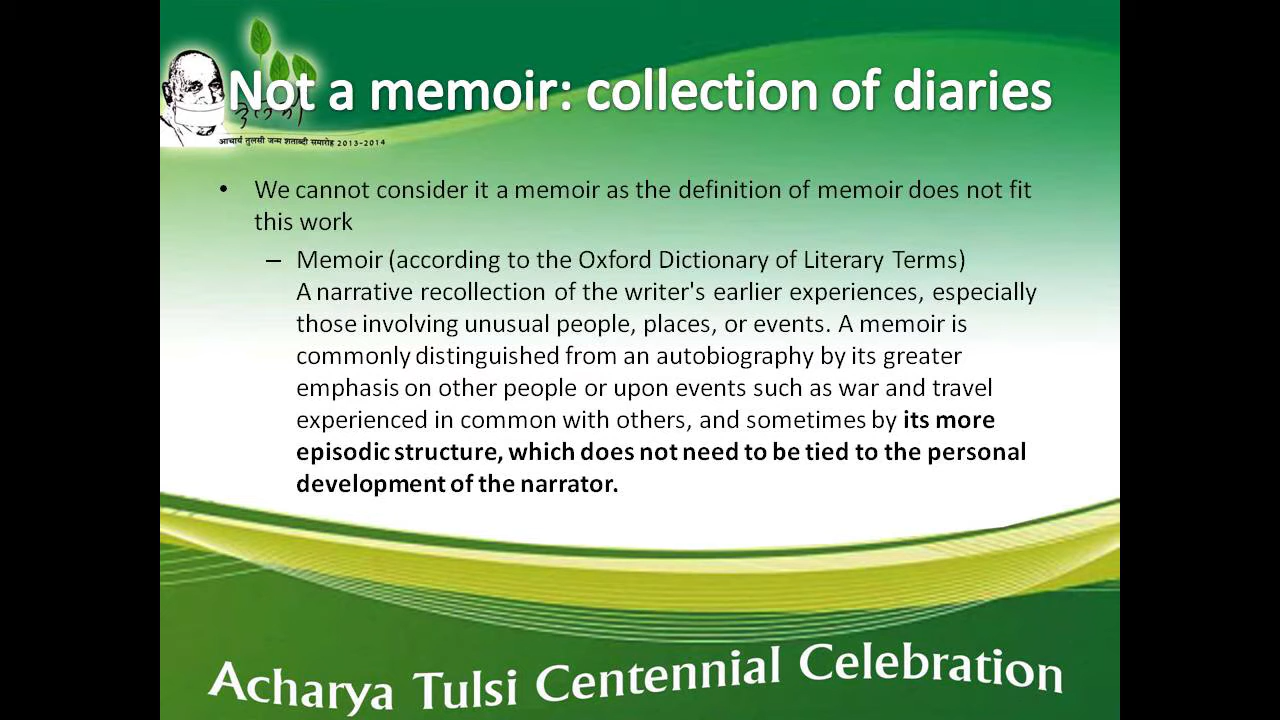 Not a memoir: collection of diaries
आचार्य तुलसी जन्म शताब्दी समारोह 2013-2014
• We cannot consider it a memoir as the definition of memoir does not fit
this work
– Memoir (according to the Oxford Dictionary of Literary Terms)
A narrative recollection of the writer's earlier experiences, especially
those involving unusual people, places, or events. A memoir is
commonly distinguished from an autobiography by its greater
emphasis on other people or upon events such as war and travel
experienced in common with others, and sometimes by its more
episodic structure, which does not need to be tied to the personal
development of the narrator.
Acharya Tulsi Centennial Celebration